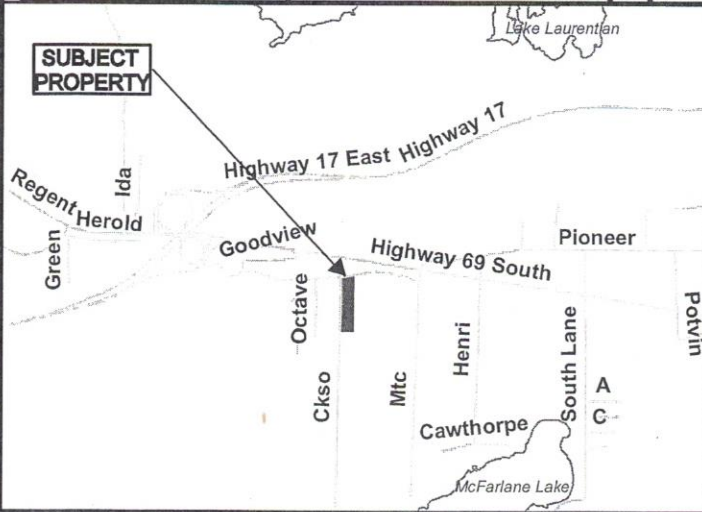 Lake Laurentian
SUBJECT
PROPERTY
Highway 17 East
Highway 17
Regent
Ida
Herold
Green
Goodview
Highway 69 South
Pioneer
Octave
Ckso
Mtc
Henri
South Lane
Potvin
A
C
Cawthorpe
McFarlane Lake